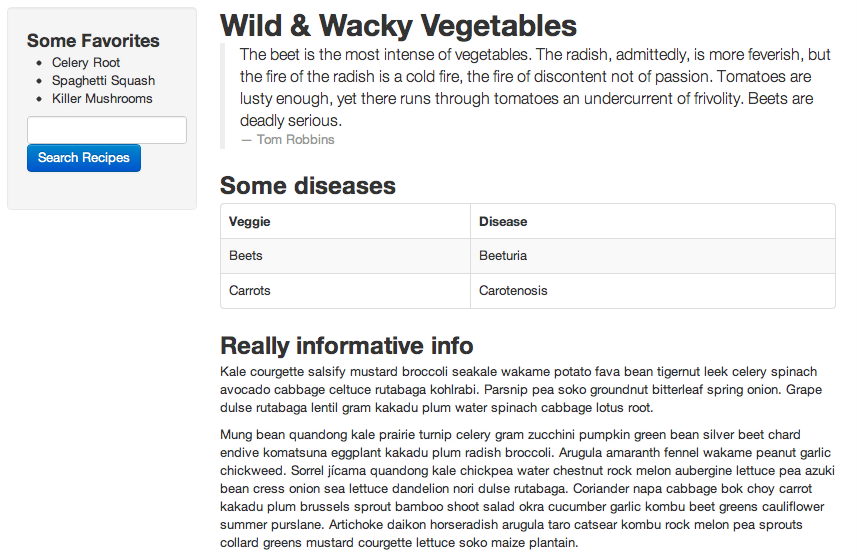 Some Favorites
Celery Root
Spaghetti Squash
Killer Mushrooms
Search Recipes
Wild & Wacky Vegetables
The beet is the most intense of vegetables. The radish, admittedly, is more feverish, but
the fire of the radish is a cold fire, the fire of discontent not of passion. Tomatoes are
lusty enough, yet there runs through tomatoes an undercurrent of frivolity. Beets are
deadly serious.
— Tom Robbins
Some diseases
Veggie Disease
Beets Beeturia
Carrots Carotenosis
Really informative info
Kale courgette salsify mustard broccoli seakale wakame potato fava bean tigernut leek celery spinach
avocado cabbage celtuce rutabaga kohlrabi. Parsnip pea soko groundnut bitterleaf spring onion. Grape
dulse rutabaga lentil gram kakadu plum water spinach cabbage lotus root.
Mung bean quandong kale prairie turnip celery gram zucchini pumpkin green bean silver beet chard
endive komatsuna eggplant kakadu plum radish broccoli. Arugula amaranth fennel wakame peanut garlic
chickweed. Sorrel jícama quandong kale chickpea water chestnut rock melon aubergine lettuce pea azuki
bean cress onion sea lettuce dandelion nori dulse rutabaga. Coriander napa cabbage bok choy carrot
kakadu plum brussels sprout bamboo shoot salad okra cucumber garlic kombu beet greens cauliflower
summer purslane. Artichoke daikon horseradish arugula taro catsear kombu rock melon pea sprouts
collard greens mustard courgette lettuce soko maize plantain.